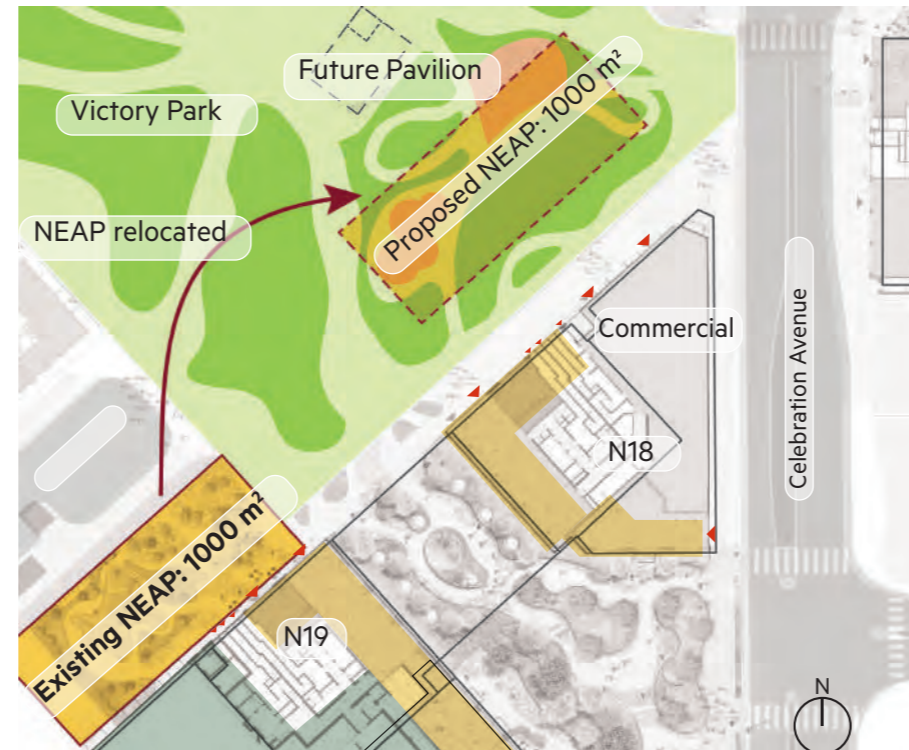 Future Pavilion
Victory Park
Proposed NEAP: 1000 m²
NEAP relocated
Commercial
Celebration Avenue
N18
Existing NEAP: 1000 m²
N19
N